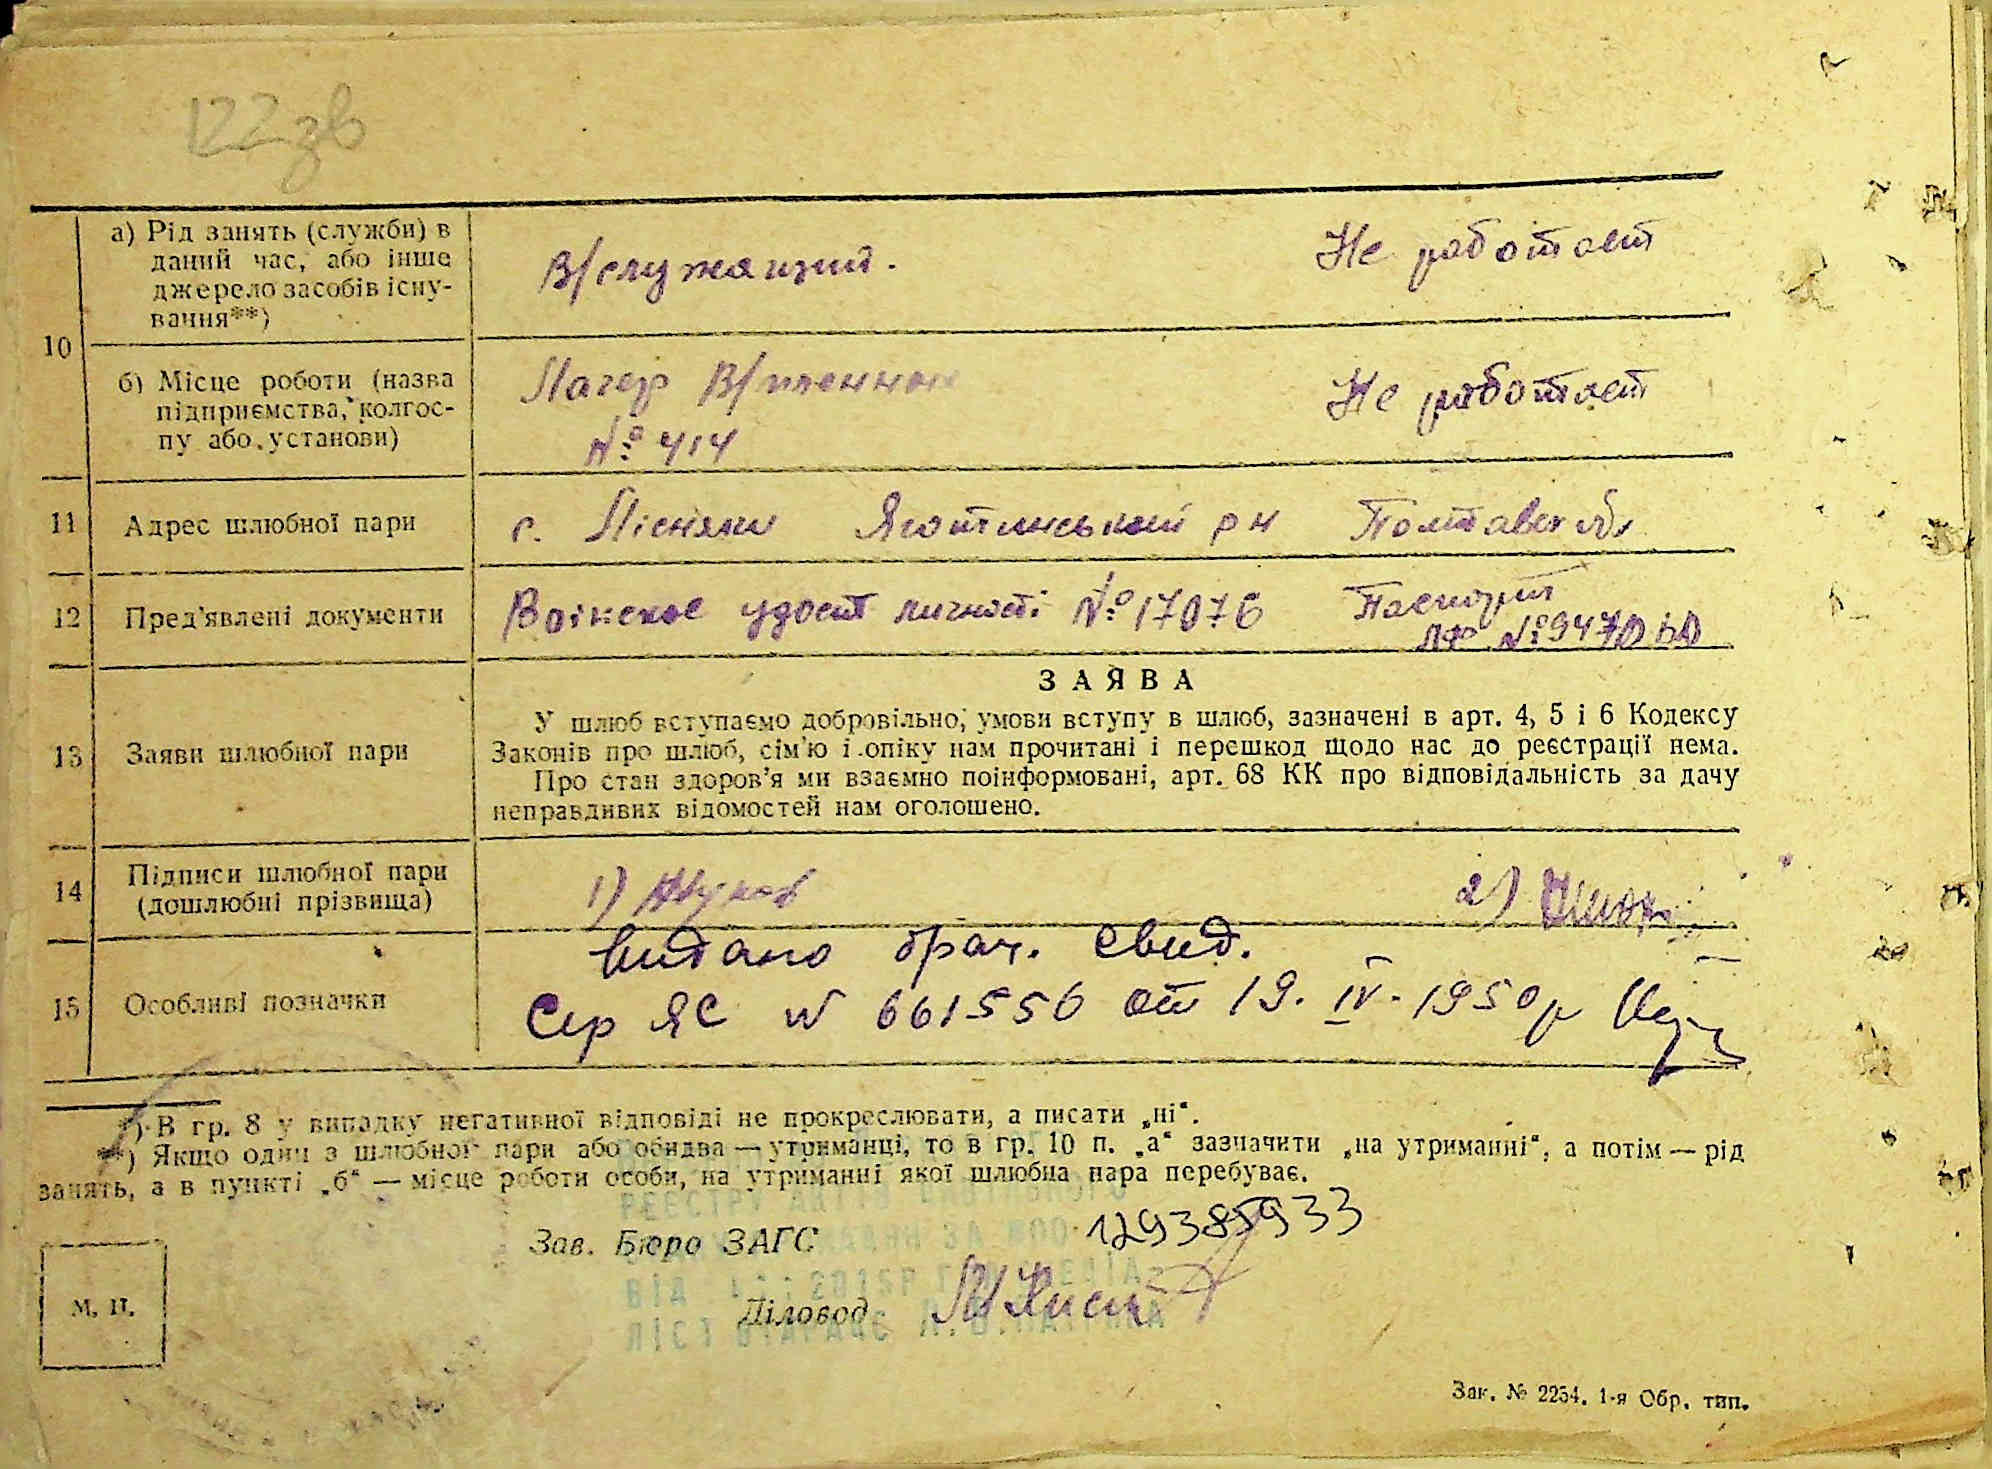 122зв
а) Рід занять (служби) в
даний час, або інше
джерело засобів існу-
вання**)
В/служащий.
Не работает
10
б) Місце роботи (назва
підприємства, колгос-
пу або установи)
Лагер В/пленных
№ 414
Не работает
11
Адрес шлюбної пари
с. Лісняки Яготинський рн Полтавск обл
12
Пред'явлені документи
удост личності № 17076
Паспорт
№
13
Заяви шлюбної пари
ЗАЯВА
У шлюб вступаємо добровільно, умови вступу в шлюб, зазначені в арт. 4, 5 і 6 Кодексу
Законів про шлюб, сім'ю і опіку нам прочитані і перешкод щодо нас до реєстрації нема.
Про стан здоров'я ми взаємно поінформовані, арт. 68 КК про відповідальність за дачу
неправдивих відомостей нам оголошено.
14
Підписи шлюбної пари
(дошлюбні прізвища)
1)
2)
15
Особливі позначки
видано брач. свид.
Сер ЯС N 661556 от 19. IV. 1950р
*) В гр. 8 у випадку негативної відповіді не прокреслювати, а писати „ні“.
**) Якщо один з шлюбної пари або обидва — утриманці, то в гр. 10 п. „а“ зазначити „на утриманні“, а потім — рід
занять, а в пункті „б“ — місце роботи особи, на утриманні якої шлюбна пара перебуває.
Зав. Бюро ЗАГС
129385933
Діловод
М. П.
Зак. № 2254. 1-я Обр. тип.